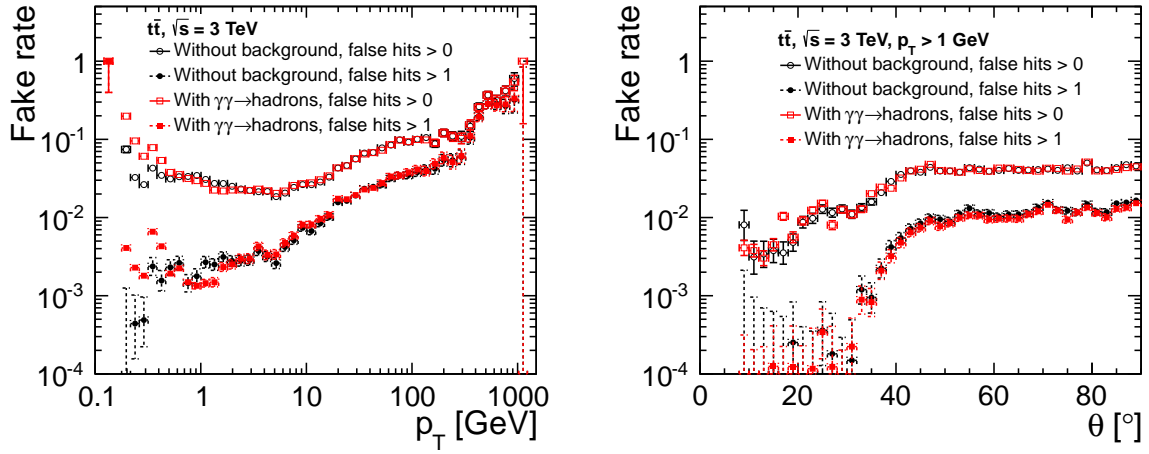 tt̄, √s = 3 TeV
Without background, false hits > 0
Without background, false hits > 1
With γγ→hadrons, false hits > 0
With γγ→hadrons, false hits > 1
Fake rate
1
10⁻¹
10⁻²
10⁻³
10⁻⁴
0.1 1 10 100 1000
p_T [GeV]
tt̄, √s = 3 TeV, p_T > 1 GeV
Without background, false hits > 0
Without background, false hits > 1
With γγ→hadrons, false hits > 0
With γγ→hadrons, false hits > 1
Fake rate
1
10⁻¹
10⁻²
10⁻³
10⁻⁴
0 20 40 60 80
θ [°]